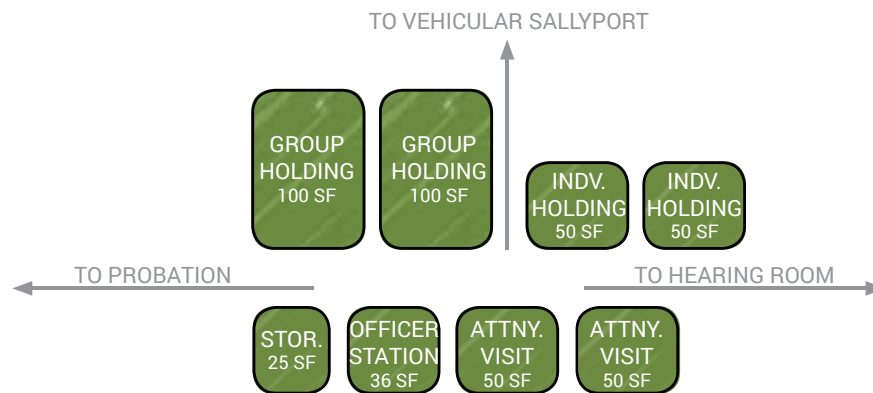 TO VEHICULAR SALLYPORT
GROUP
HOLDING
100 SF
GROUP
HOLDING
100 SF
INDV.
HOLDING
50 SF
INDV.
HOLDING
50 SF
TO PROBATION
TO HEARING ROOM
STOR.
25 SF
OFFICER
STATION
36 SF
ATTNY.
VISIT
50 SF
ATTNY.
VISIT
50 SF